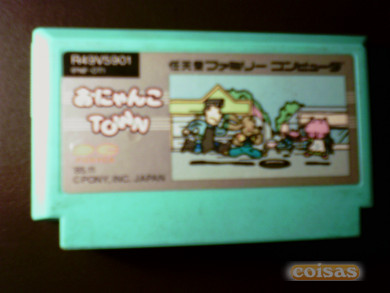 R49V5901
任天堂ファミリー コンピュータ
おにゃんこ
TOWN
©PONY, INC. JAPAN
coisas